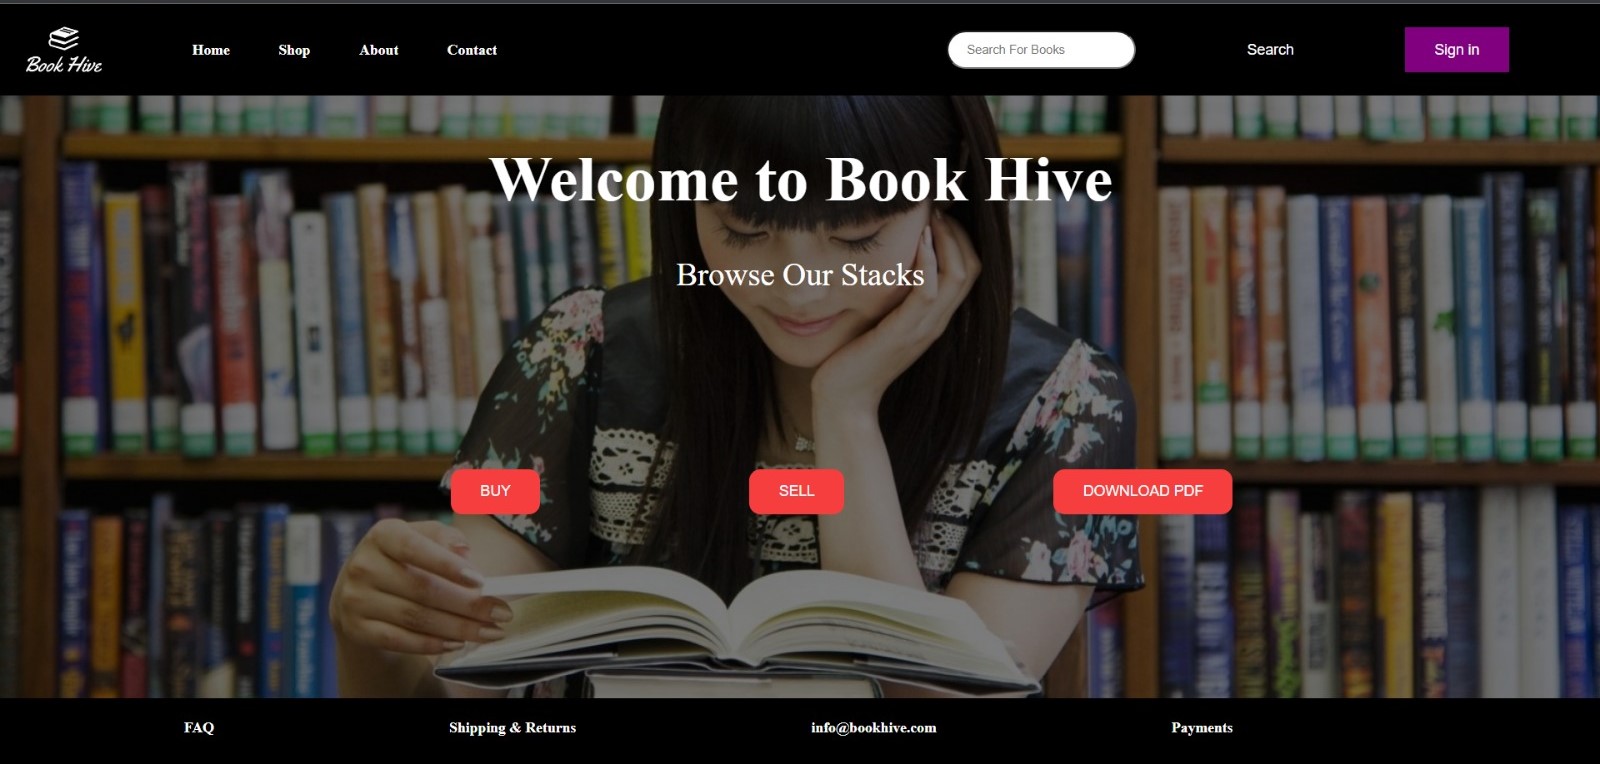 Book Hive
Home
Shop
About
Contact
Search For Books
Search
Sign in
Welcome to Book Hive
Browse Our Stacks
BUY
SELL
DOWNLOAD PDF
FAQ
Shipping & Returns
info@bookhive.com
Payments